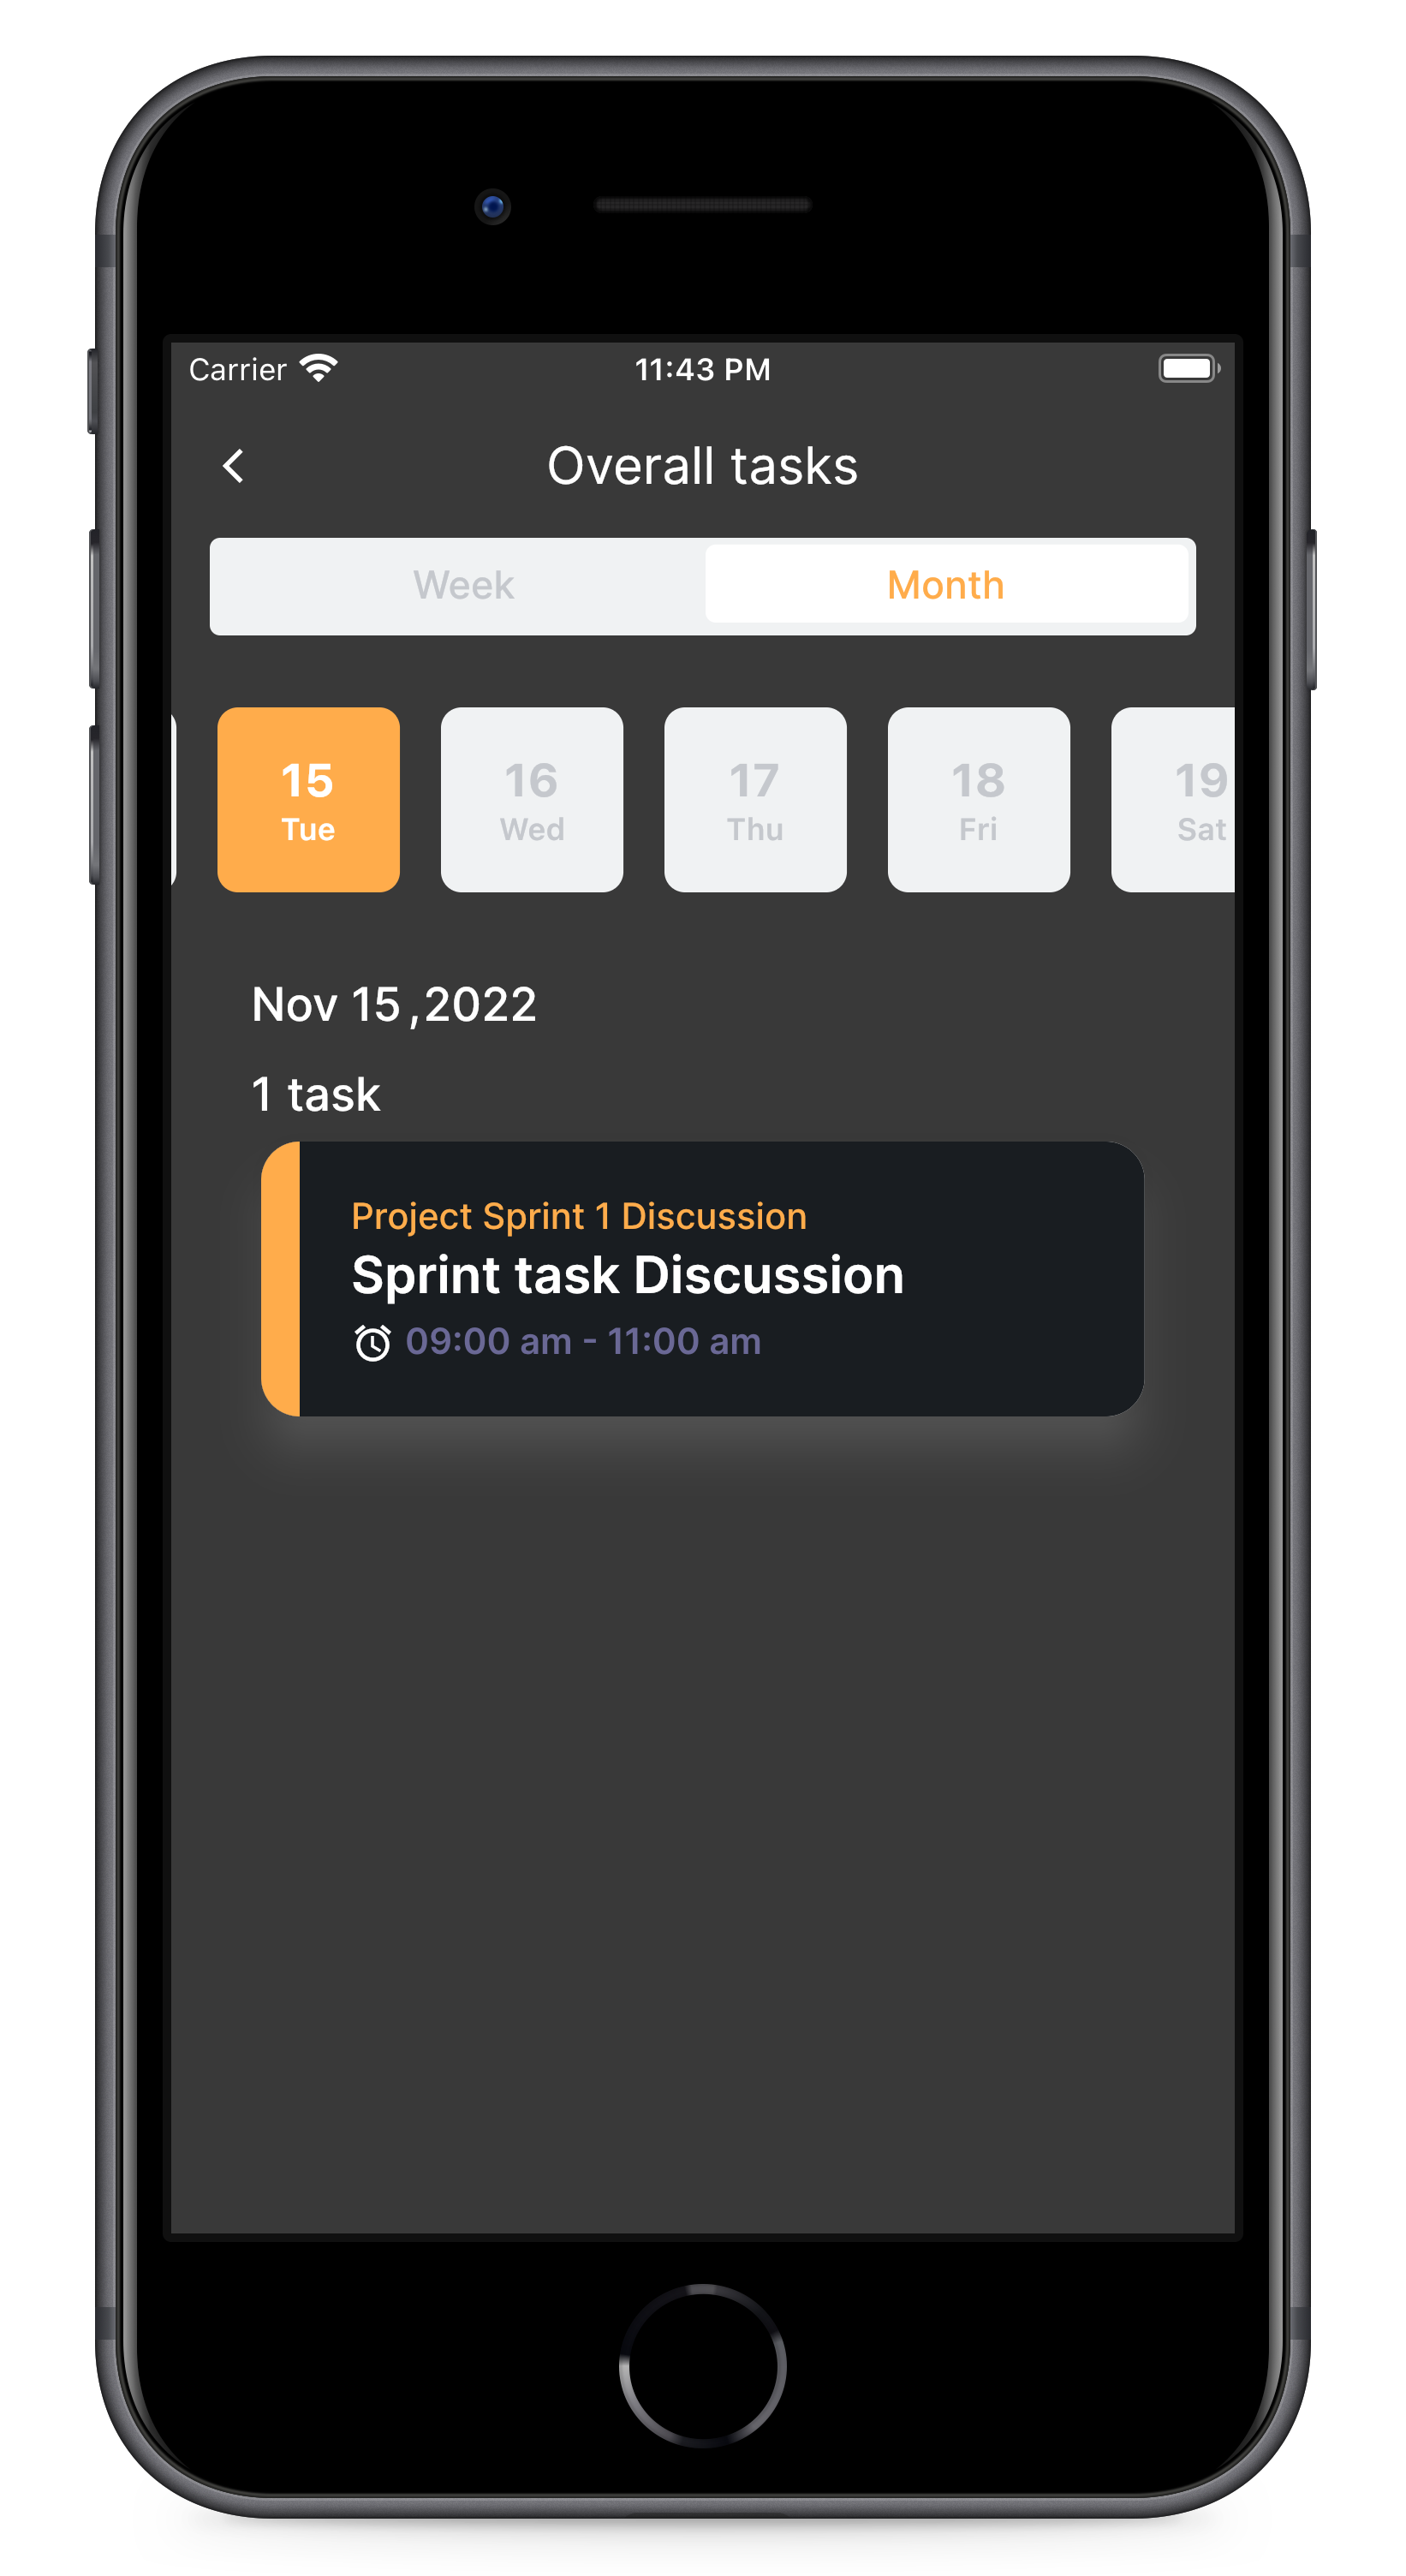 Carrier 11:43 PM
Overall tasks
Week Month
15 16 17 18 19
Tue Wed Thu Fri Sat
Nov 15 ,2022
1 task
Project Sprint 1 Discussion
Sprint task Discussion
09:00 am - 11:00 am